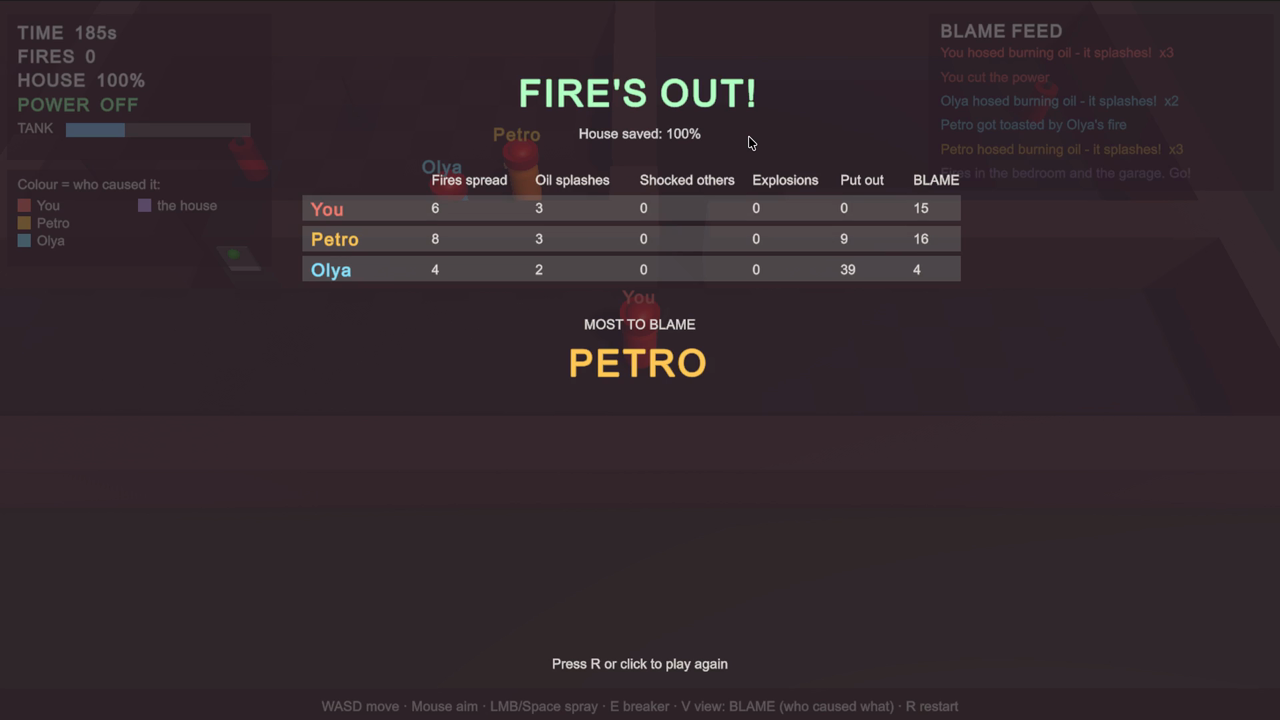 TIME 185s
FIRES 0
HOUSE 100%
POWER OFF
TANK
Colour = who caused it:
You
the house
Petro
Olya
BLAME FEED
You hosed burning oil - it splashes! x3
You cut the power
Olya hosed burning oil - it splashes! x2
Petro got toasted by Olya's fire
Petro hosed burning oil - it splashes! x3
Fires in the bedroom and the garage. Go!
FIRE'S OUT!
House saved: 100%
Petro
Olya
Fires spread Oil splashes Shocked others Explosions Put out BLAME
You 6 3 0 0 0 15
Petro 8 3 0 0 9 16
Olya 4 2 0 0 39 4
You
MOST TO BLAME
PETRO
Press R or click to play again
WASD move · Mouse aim · LMB/Space spray · E breaker · V view: BLAME (who caused what) · R restart